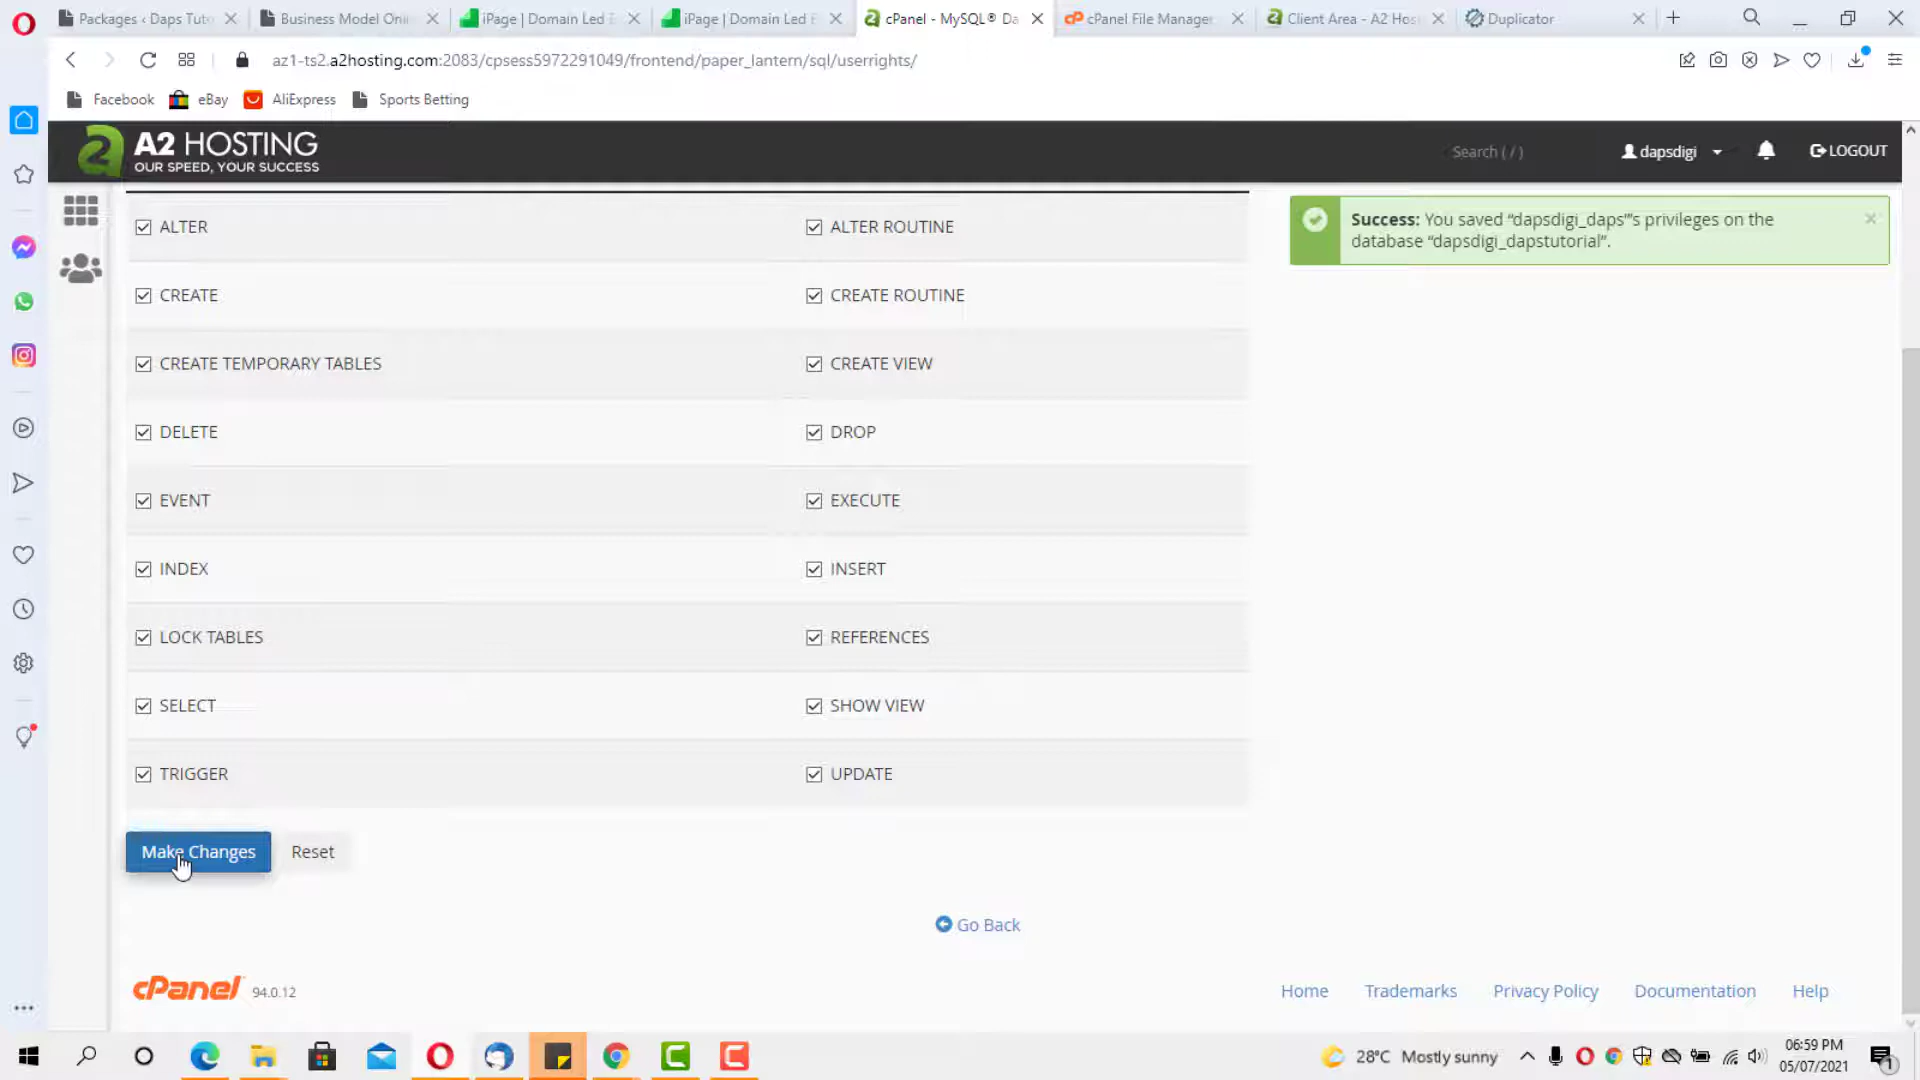 Packages ‹ Daps Tuto
Business Model Onli
iPage | Domain Led E
iPage | Domain Led E
cPanel - MySQL® Da
cPanel File Manager
Client Area - A2 Host
Duplicator
az1-ts2.a2hosting.com:2083/cpsess5972291049/frontend/paper_lantern/sql/userrights/
Facebook
eBay
AliExpress
Sports Betting
A2 HOSTING
OUR SPEED, YOUR SUCCESS
Search ( / )
dapsdigi
LOGOUT
Success: You saved “dapsdigi_daps”’s privileges on the
database “dapsdigi_dapstutorial”.
ALTER
ALTER ROUTINE
CREATE
CREATE ROUTINE
CREATE TEMPORARY TABLES
CREATE VIEW
DELETE
DROP
EVENT
EXECUTE
INDEX
INSERT
LOCK TABLES
REFERENCES
SELECT
SHOW VIEW
TRIGGER
UPDATE
Make Changes
Reset
Go Back
cPanel 94.0.12
Home
Trademarks
Privacy Policy
Documentation
Help
28°C Mostly sunny
06:59 PM
05/07/2021
1